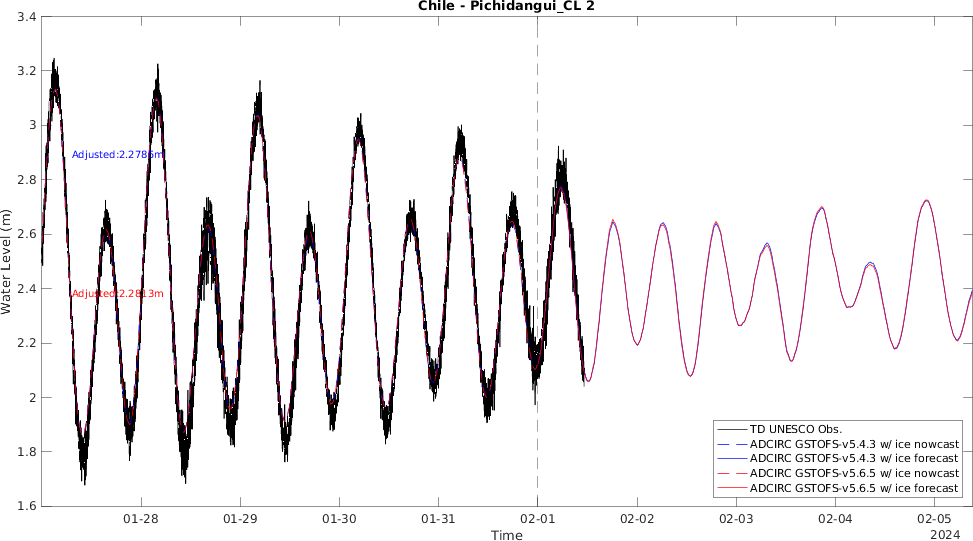 Chile - Pichidangui_CL 2
3.4
3.2
3
2.8
2.6
2.4
2.2
2
1.8
1.6
Water Level (m)
Adjusted:2.2786m
Adjusted:2.2813m
TD UNESCO Obs.
ADCIRC GSTOFS-v5.4.3 w/ ice nowcast
ADCIRC GSTOFS-v5.4.3 w/ ice forecast
ADCIRC GSTOFS-v5.6.5 w/ ice nowcast
ADCIRC GSTOFS-v5.6.5 w/ ice forecast
01-28 01-29 01-30 01-31 02-01 02-02 02-03 02-04 02-05
Time
2024